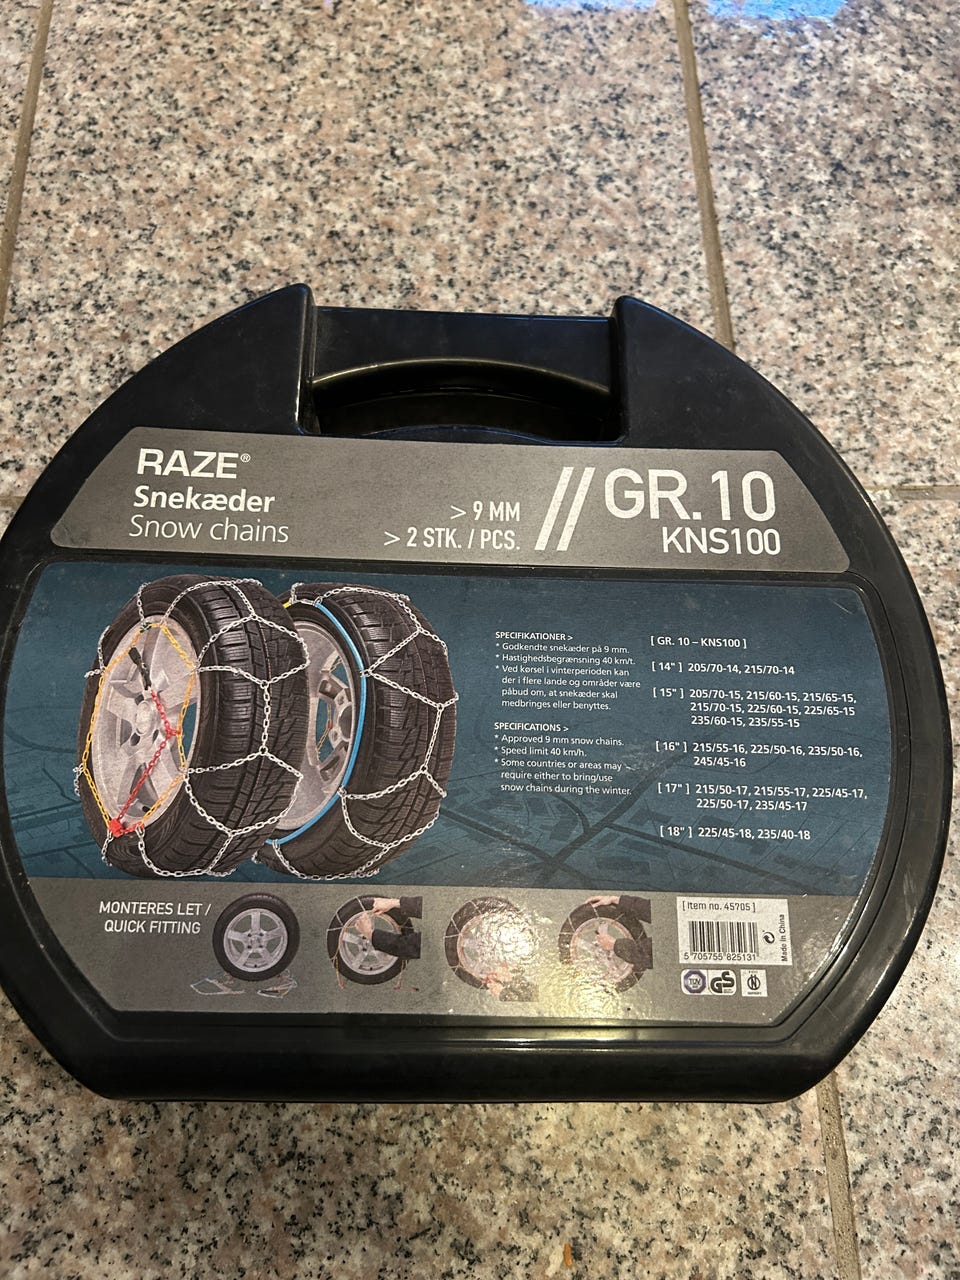 RAZE®
Snekæder
Snow chains
> 9 MM
> 2 STK. / PCS.
// GR.10
KNS100
SPECIFIKATIONER >
* Godkendte snekæder på 9 mm.
* Hastighedsbegrænsning 40 km/t.
* Ved kørsel i vinterperioden kan
der i flere lande og områder være
påbud om, at snekæder skal
medbringes eller benyttes.
SPECIFICATIONS >
* Approved 9 mm snow chains.
* Speed limit 40 km/h.
* Some countries or areas may
require either to bring/use
snow chains during the winter.
[ GR. 10 – KNS100 ]
[ 14" ] 205/70-14, 215/70-14
[ 15" ] 205/70-15, 215/60-15, 215/65-15,
215/70-15, 225/60-15, 225/65-15
235/60-15, 235/55-15
[ 16" ] 215/55-16, 225/50-16, 235/50-16,
245/45-16
[ 17" ] 215/50-17, 215/55-17, 225/45-17,
225/50-17, 235/45-17
[ 18" ] 225/45-18, 235/40-18
MONTERES LET /
QUICK FITTING
[ Item no. 45705 ]
5 705755 825131
Made in China
TÜV
GS